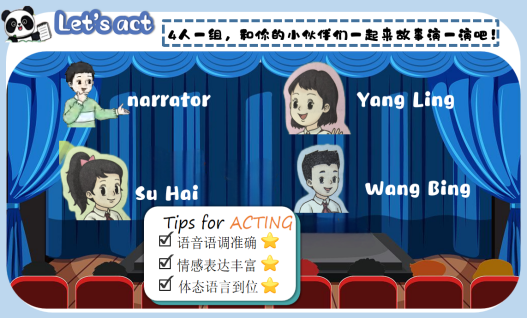 Let's act
4人一组，和你的小伙伴们一起来故事演一演吧！
narrator
Yang Ling
Su Hai
Wang Bing
Tips for ACTING
语音语调准确
情感表达丰富
体态语言到位